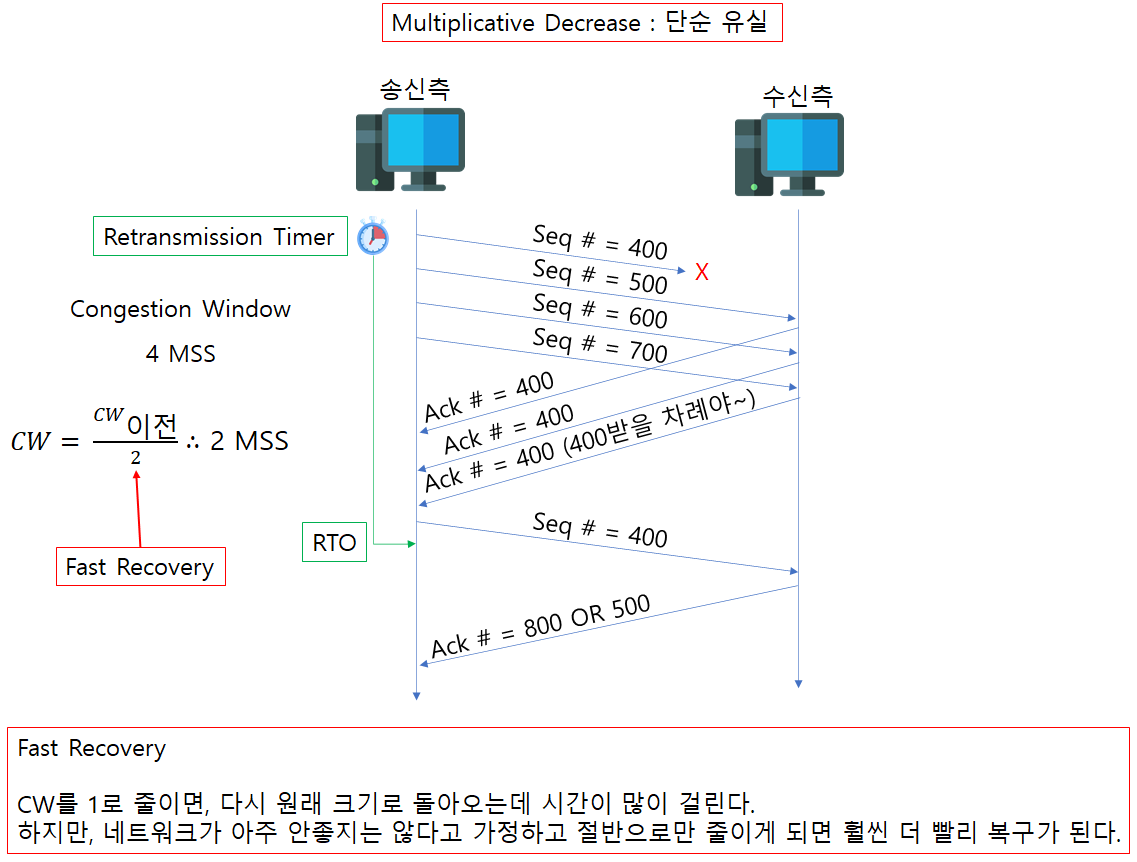 Multiplicative Decrease : 단순 유실
송신측
수신측
Retransmission Timer
Seq # = 400
X
Seq # = 500
Seq # = 600
Seq # = 700
Congestion Window
4 MSS
Ack # = 400
Ack # = 400
Ack # = 400 (400받을 차례야~)
CW = CW이전 / 2 ∴ 2 MSS
Seq # = 400
RTO
Fast Recovery
Ack # = 800 OR 500
Fast Recovery
CW를 1로 줄이면, 다시 원래 크기로 돌아오는데 시간이 많이 걸린다.
하지만, 네트워크가 아주 안좋지는 않다고 가정하고 절반으로만 줄이게 되면 훨씬 더 빨리 복구가 된다.